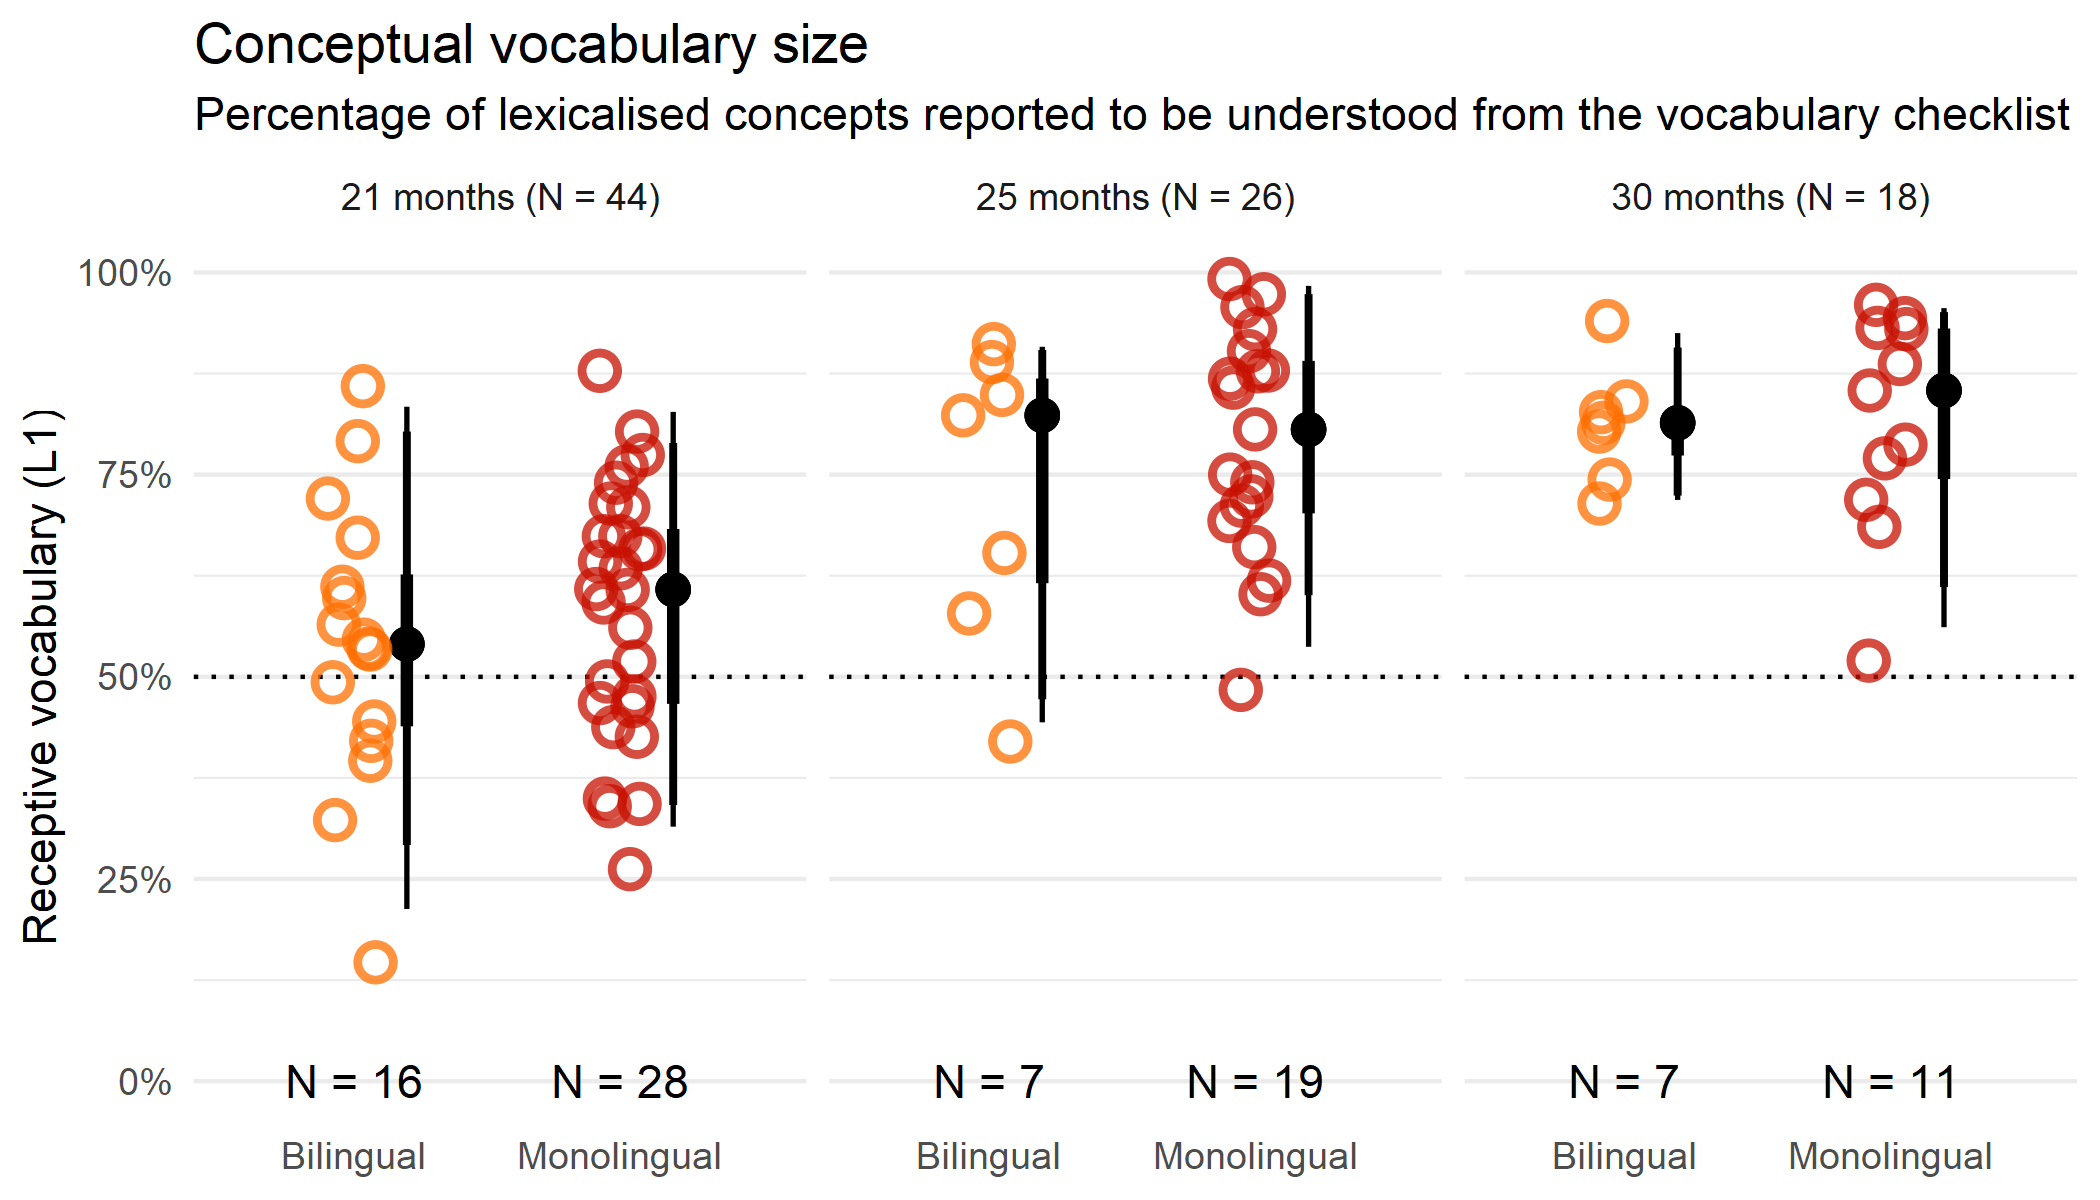 Conceptual vocabulary size
Percentage of lexicalised concepts reported to be understood from the vocabulary checklist
21 months (N = 44)
25 months (N = 26)
30 months (N = 18)
Receptive vocabulary (L1)
100%
75%
50%
25%
0%
N = 16
N = 28
N = 7
N = 19
N = 7
N = 11
Bilingual
Monolingual
Bilingual
Monolingual
Bilingual
Monolingual